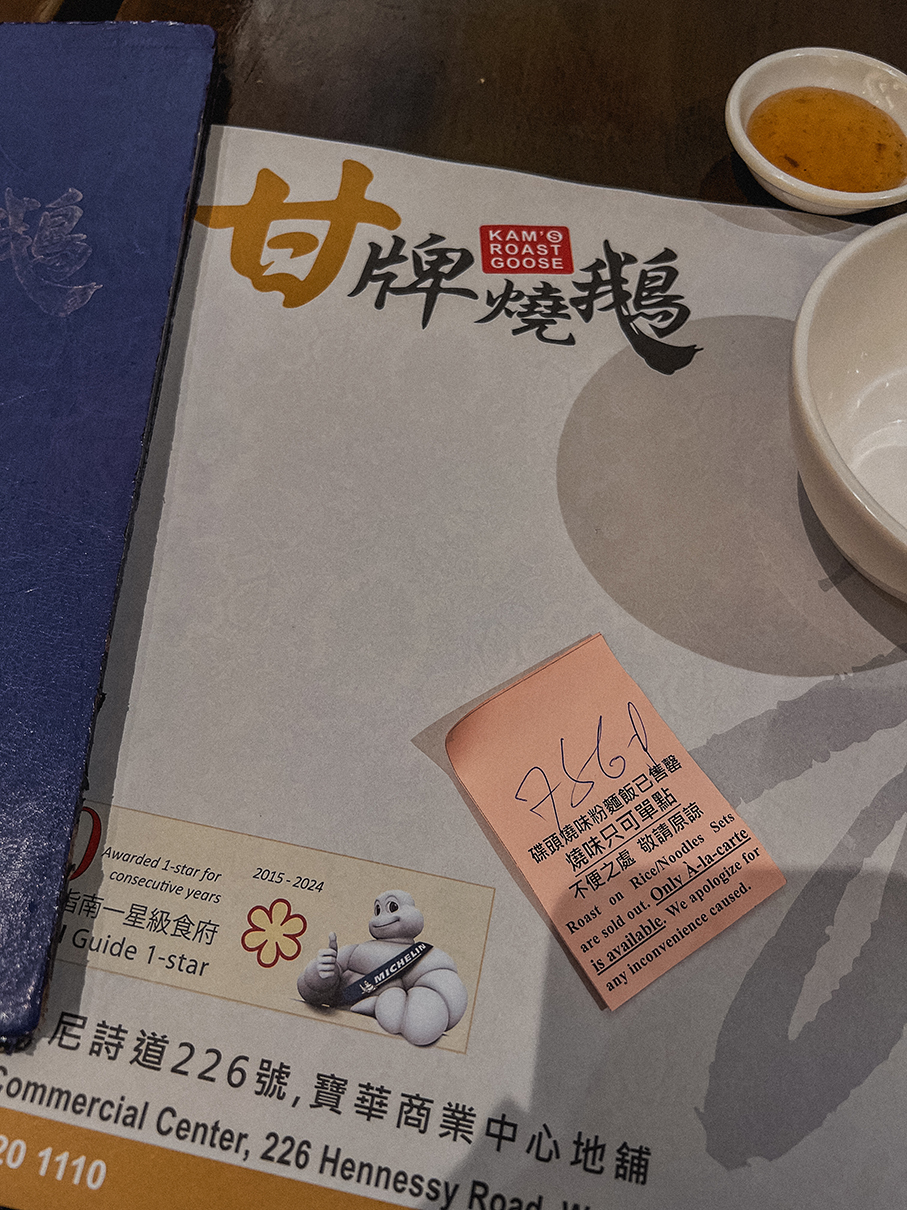 鵝
甘牌燒鵝
KAM'S
ROAST
GOOSE
碟頭燒味粉麵飯已售罄
燒味只可單點
不便之處 敬請原諒
Roast on Rice/Noodles Sets
are sold out. Only A-la-carte
is available. We apologize for
any inconvenience caused.
Awarded 1-star for
consecutive years
2015 - 2024
指南一星級食府
Guide 1-star
MICHELIN
尼詩道226號,寶華商業中心地舖
Commercial Center, 226 Hennessy Road,
20 1110